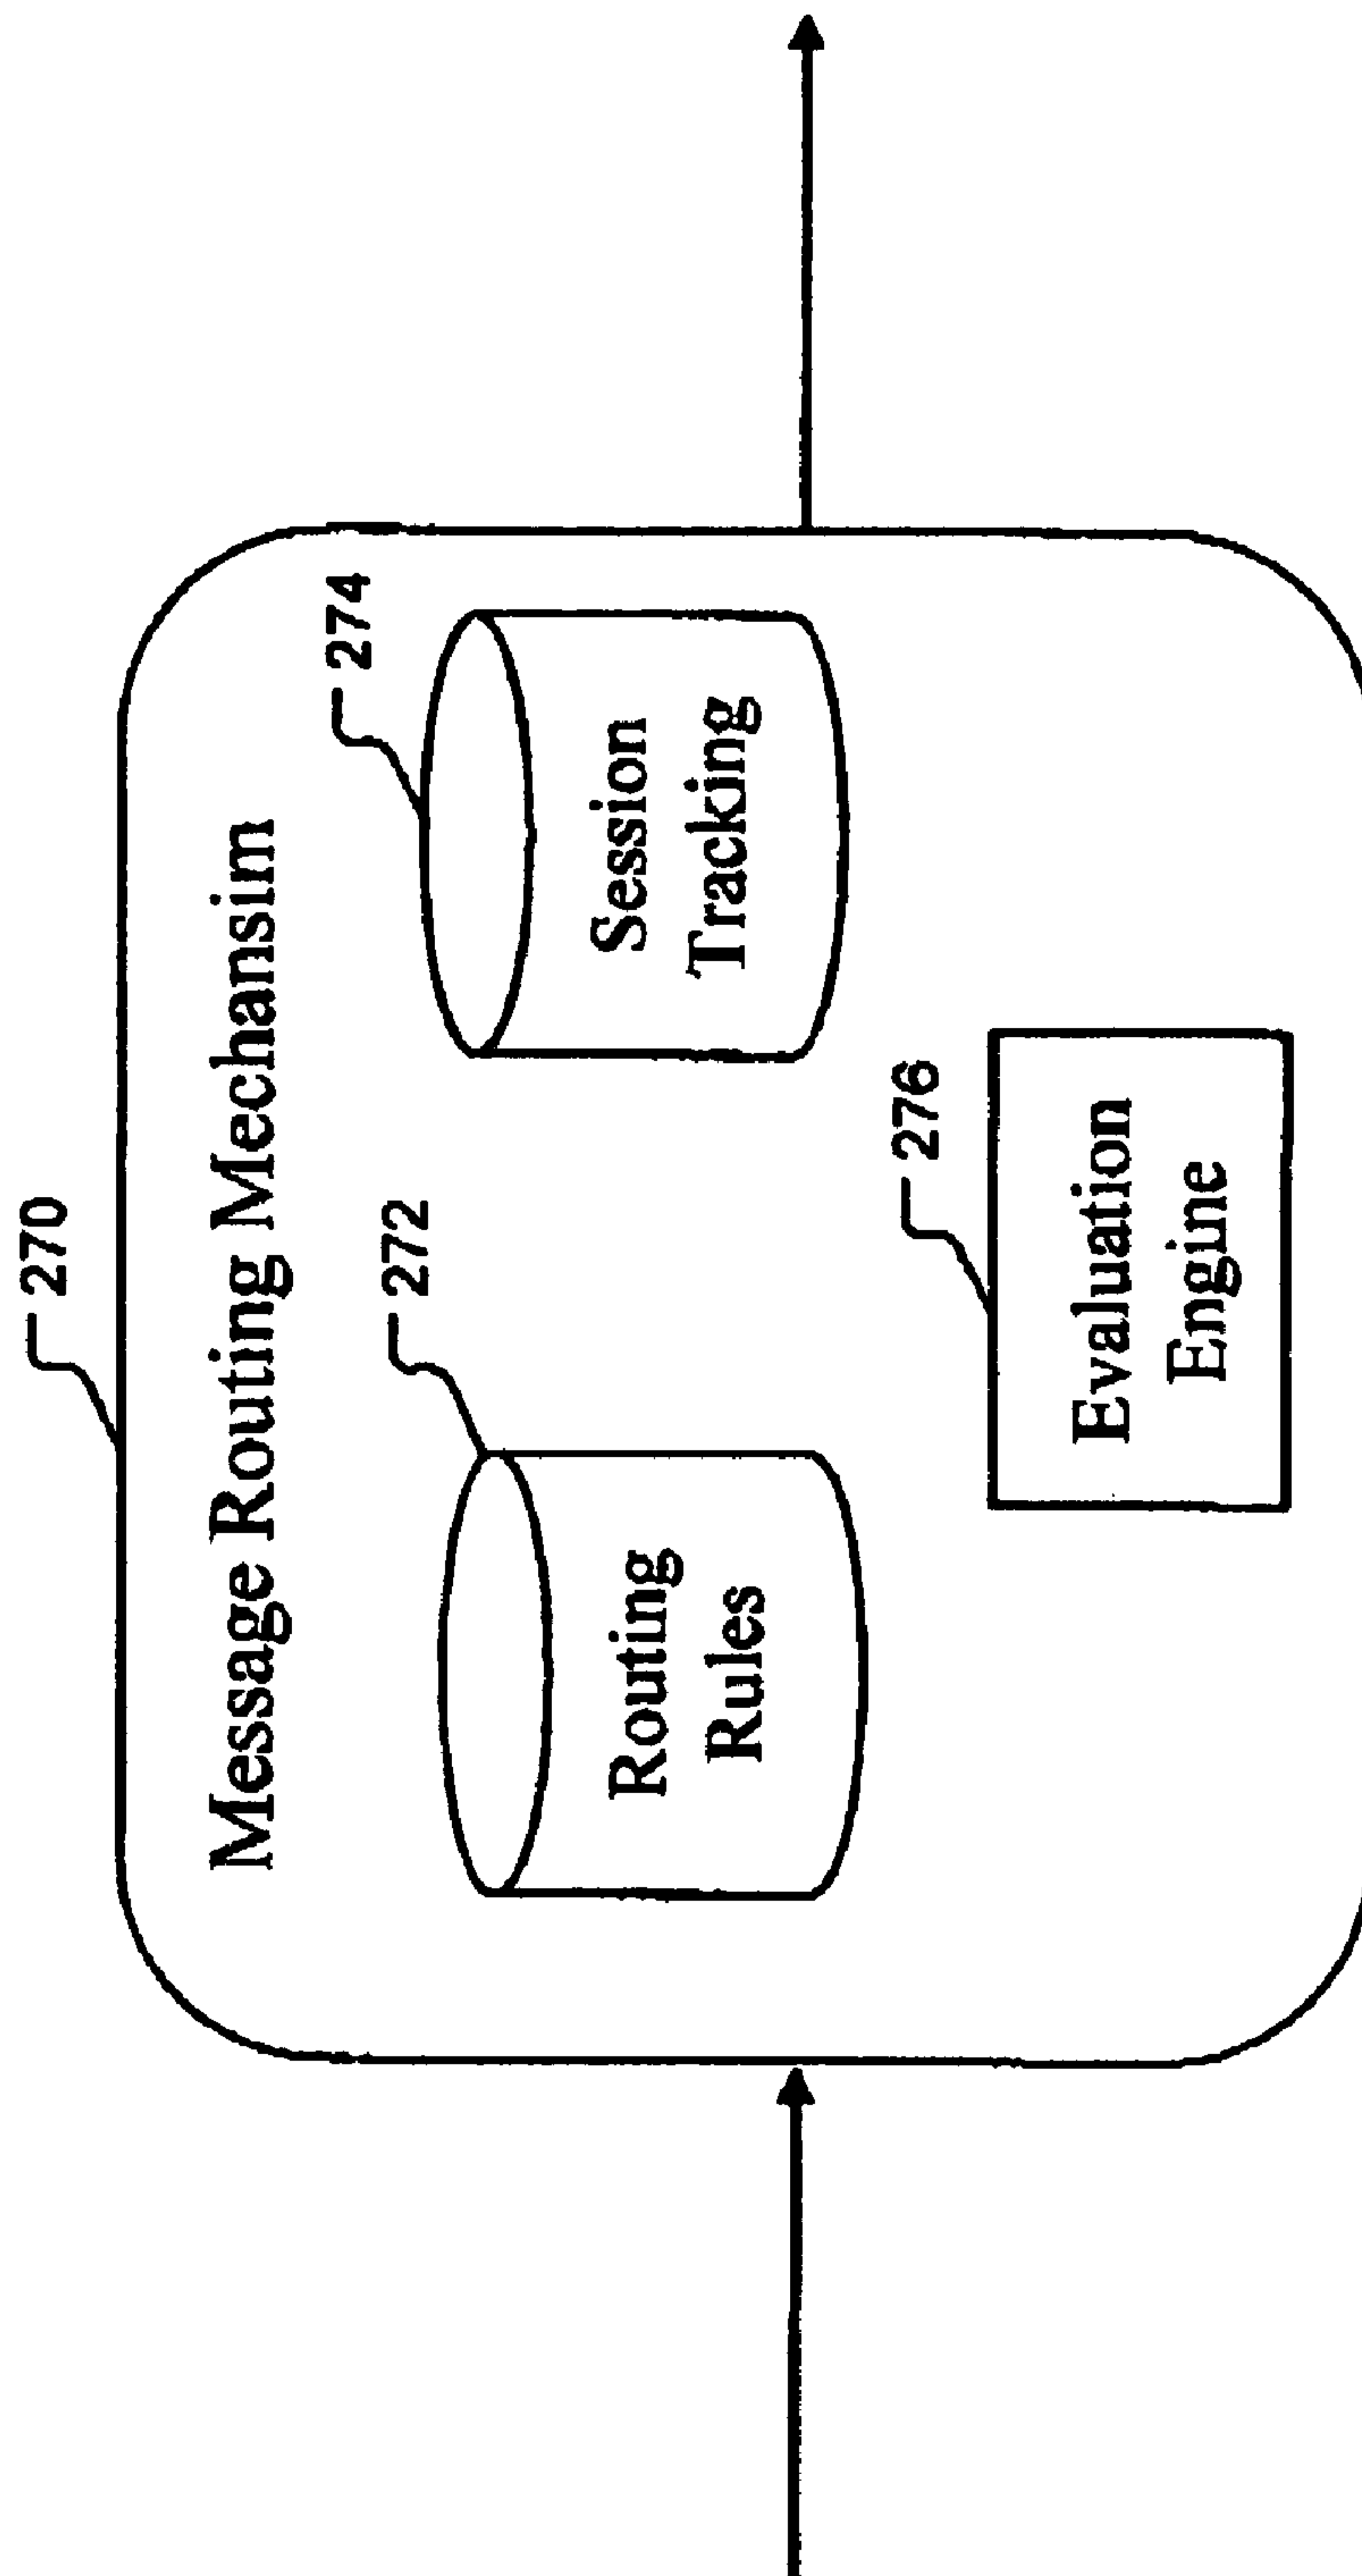 270
Message Routing Mechansim
272
274
Routing
Rules
Session
Tracking
276
Evaluation
Engine